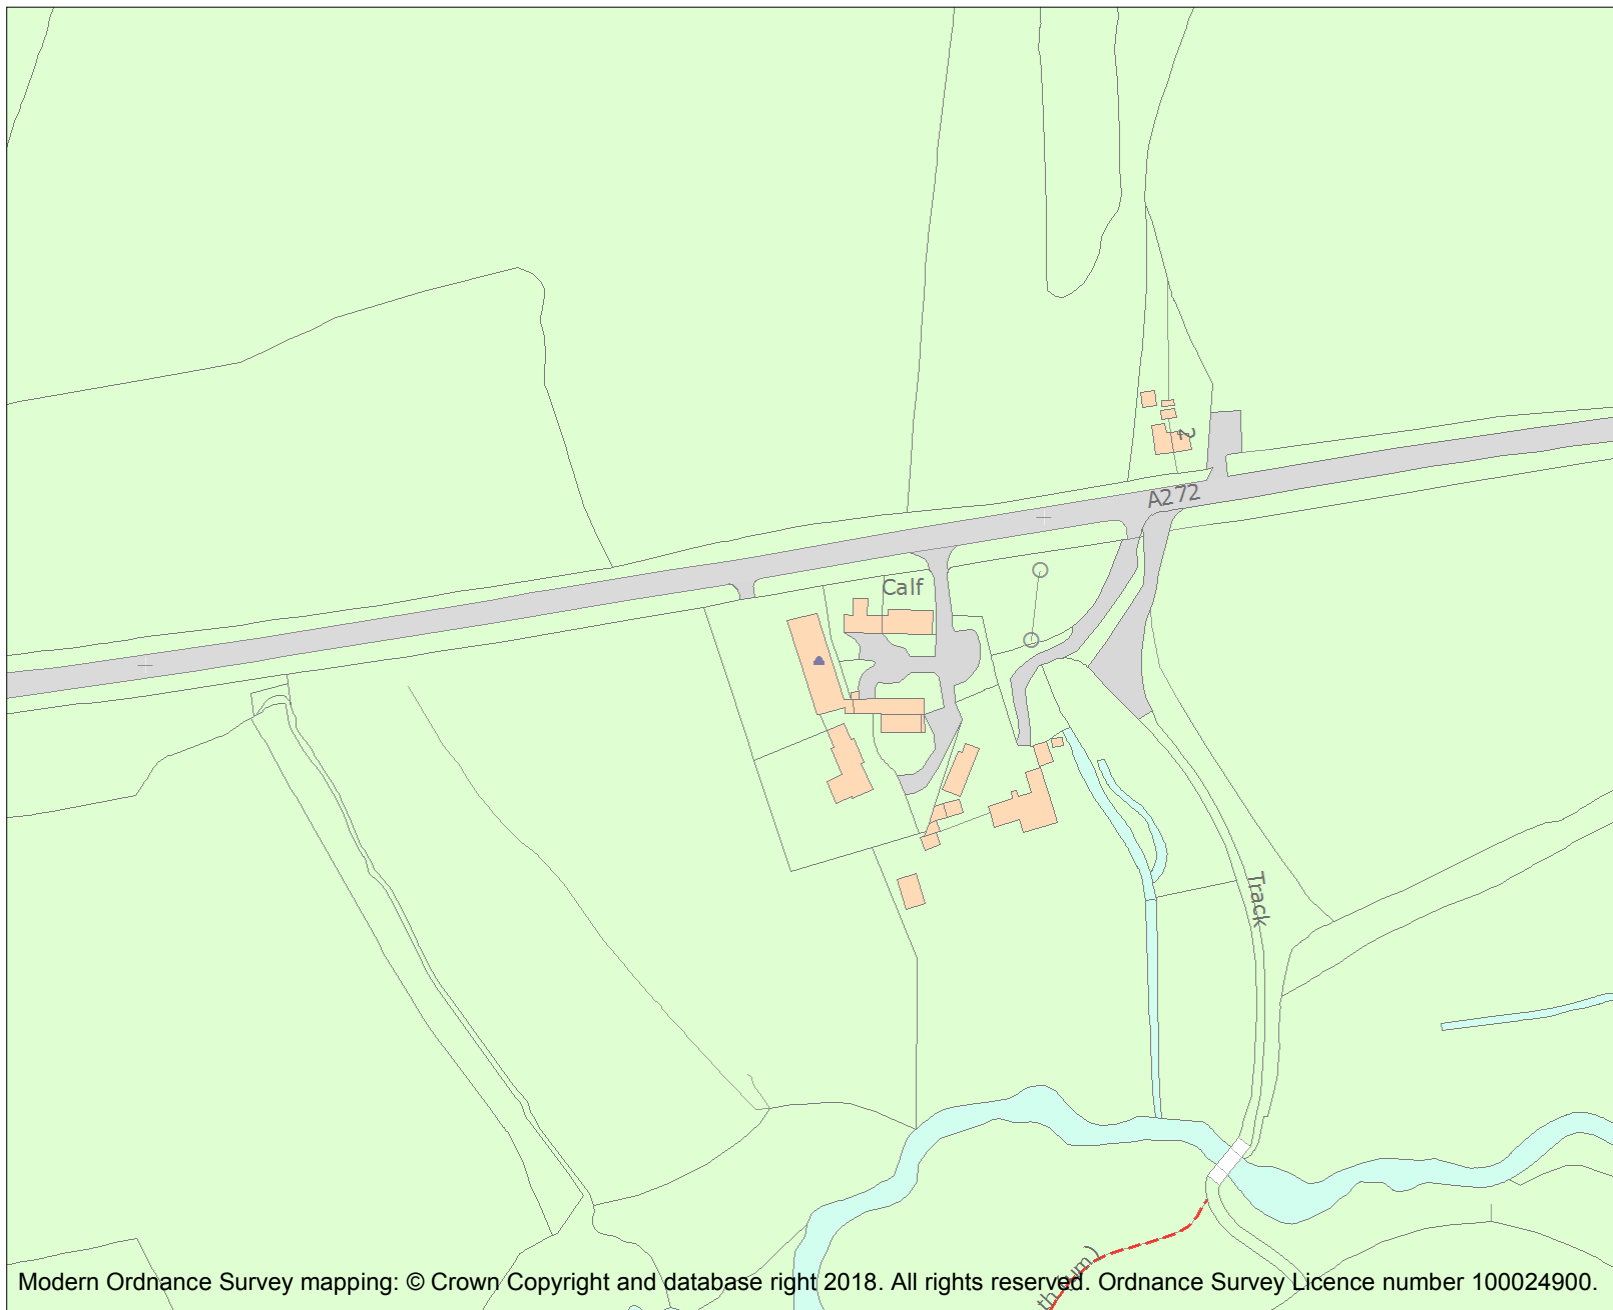 2
A272
Calf
Track
Modern Ordnance Survey mapping: © Crown Copyright and database right 2018. All rights reserved. Ordnance Survey Licence number 100024900.